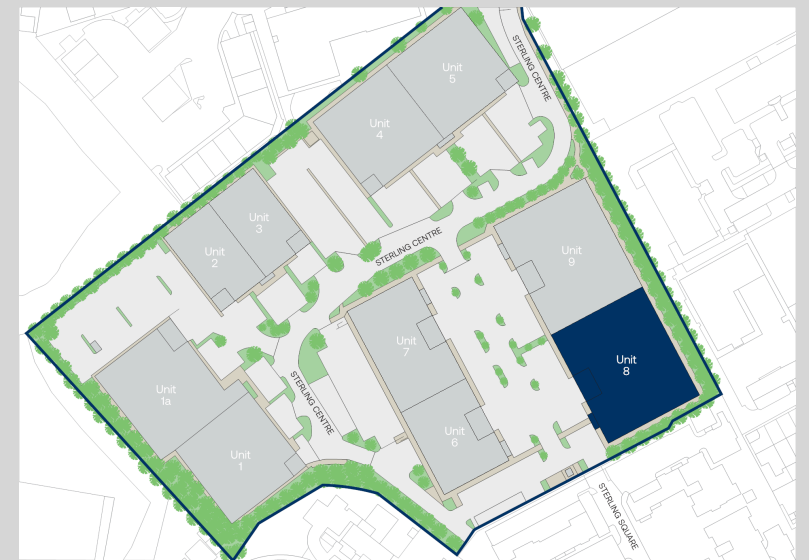 STERLING CENTRE
Unit
5
Unit
4
Unit
3
Unit
2
STERLING CENTRE
Unit
9
Unit
7
Unit
8
Unit
1a
STERLING CENTRE
Unit
6
Unit
1
STERLING SQUARE